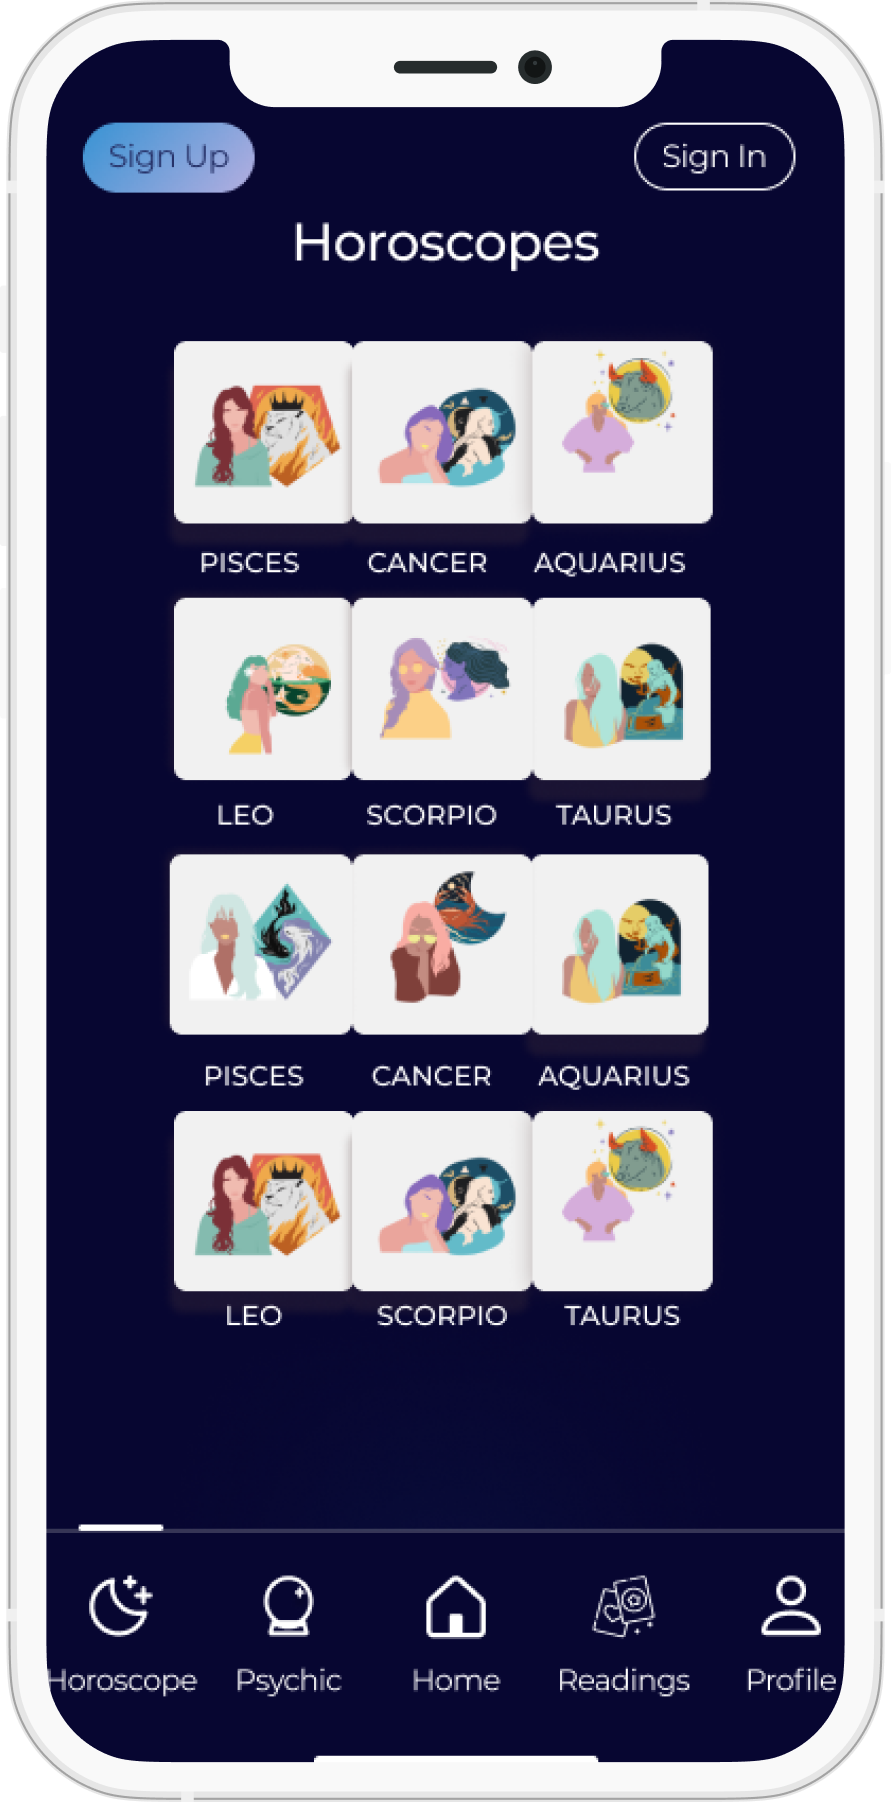 Sign Up
Sign In
Horoscopes
PISCES CANCER AQUARIUS
LEO SCORPIO TAURUS
PISCES CANCER AQUARIUS
LEO SCORPIO TAURUS
Horoscope Psychic Home Readings Profile